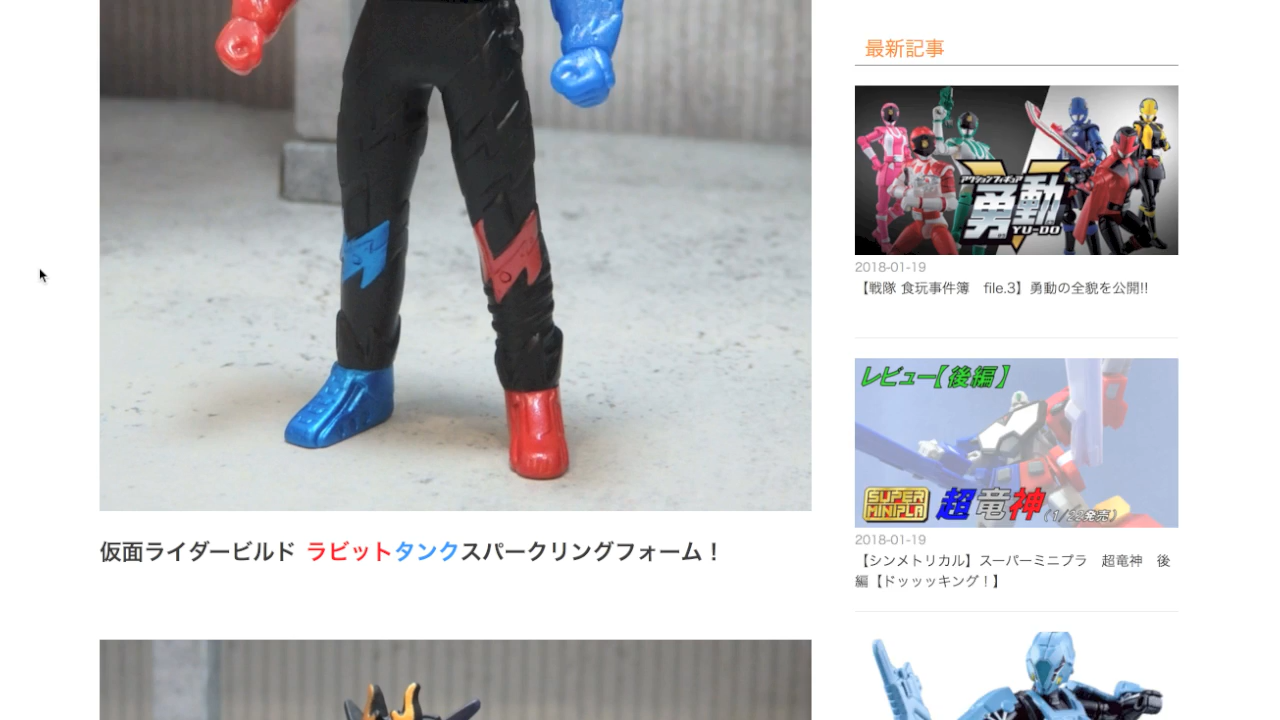 仮面ライダービルド ラビットタンクスパークリングフォーム！
最新記事
アクションフィギュア
勇動
YU-DO
2018-01-19
【戦隊 食玩事件簿　file.3】勇動の全貌を公開!!
レビュー【後編】
SUPER
MINIPLA
超竜神（1/22発売）
2018-01-19
【シンメトリカル】スーパーミニプラ　超竜神　後
編【ドッッッキング！】